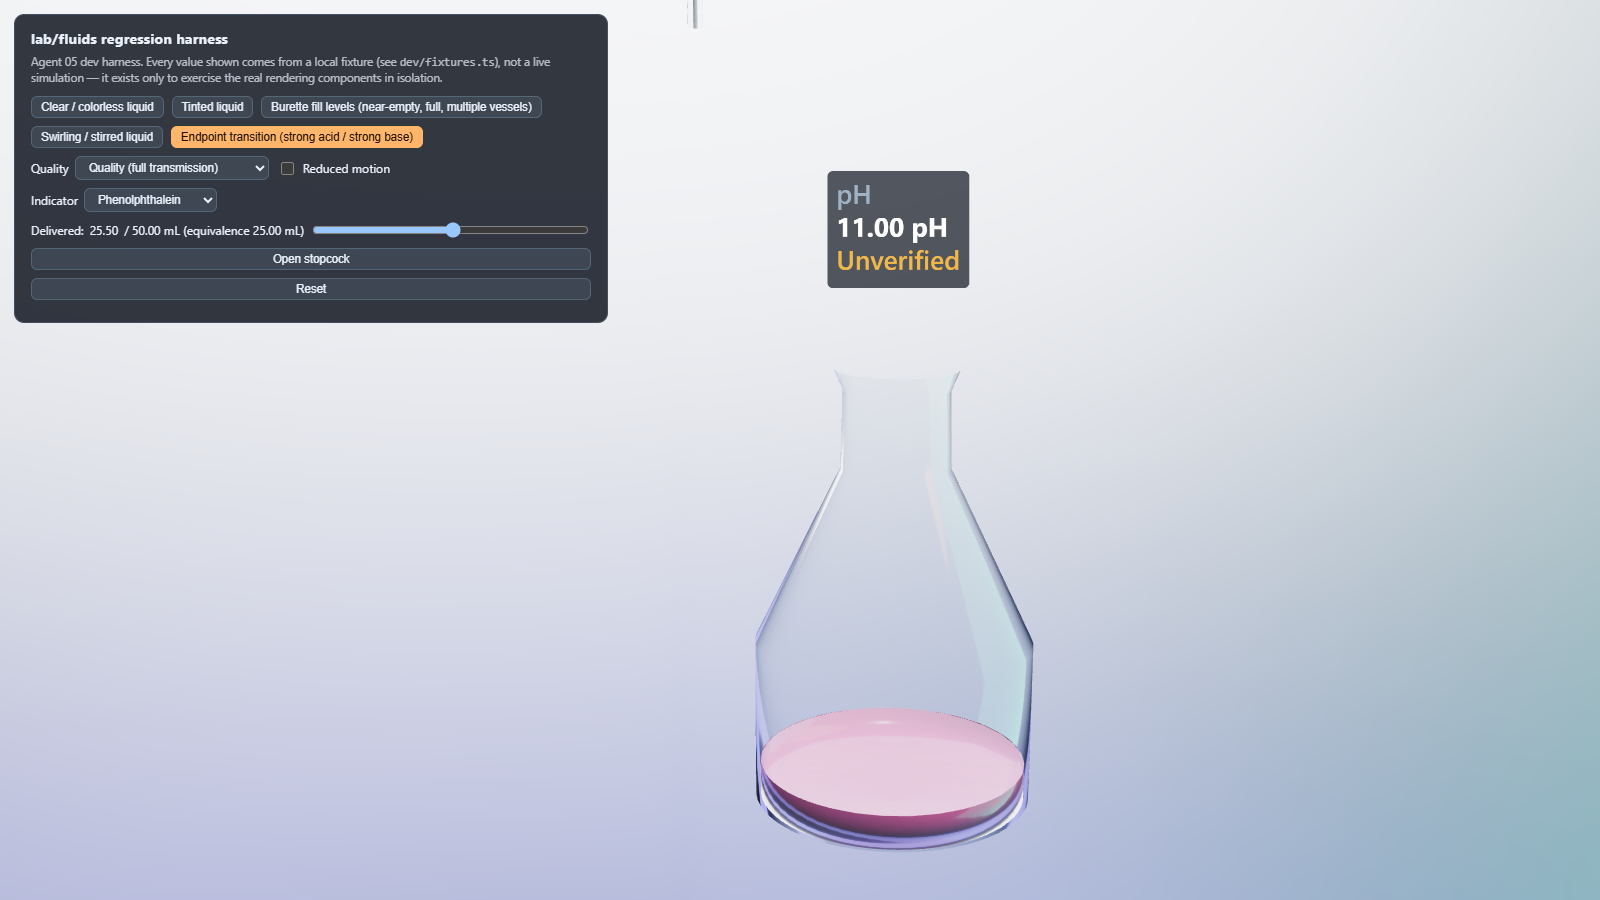 lab/fluids regression harness
Agent 05 dev harness. Every value shown comes from a local fixture (see dev/fixtures.ts), not a live
simulation — it exists only to exercise the real rendering components in isolation.
Clear / colorless liquid Tinted liquid Burette fill levels (near-empty, full, multiple vessels)
Swirling / stirred liquid Endpoint transition (strong acid / strong base)
Quality Quality (full transmission) Reduced motion
Indicator Phenolphthalein
Delivered: 25.50 / 50.00 mL (equivalence 25.00 mL)
Open stopcock
Reset
pH
11.00 pH
Unverified